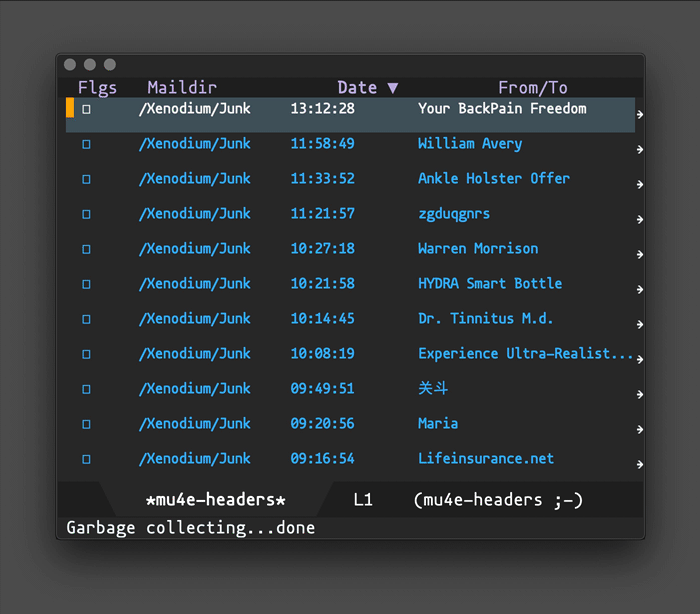 Flgs Maildir Date ▼ From/To
/Xenodium/Junk 13:12:28 Your BackPain Freedom
/Xenodium/Junk 11:58:49 William Avery
/Xenodium/Junk 11:33:52 Ankle Holster Offer
/Xenodium/Junk 11:21:57 zgduqgnrs
/Xenodium/Junk 10:27:18 Warren Morrison
/Xenodium/Junk 10:21:58 HYDRA Smart Bottle
/Xenodium/Junk 10:14:45 Dr. Tinnitus M.d.
/Xenodium/Junk 10:08:19 Experience Ultra-Realist...
/Xenodium/Junk 09:49:51 关斗
/Xenodium/Junk 09:20:56 Maria
/Xenodium/Junk 09:16:54 Lifeinsurance.net
*mu4e-headers* L1 (mu4e-headers ;-)
Garbage collecting...done